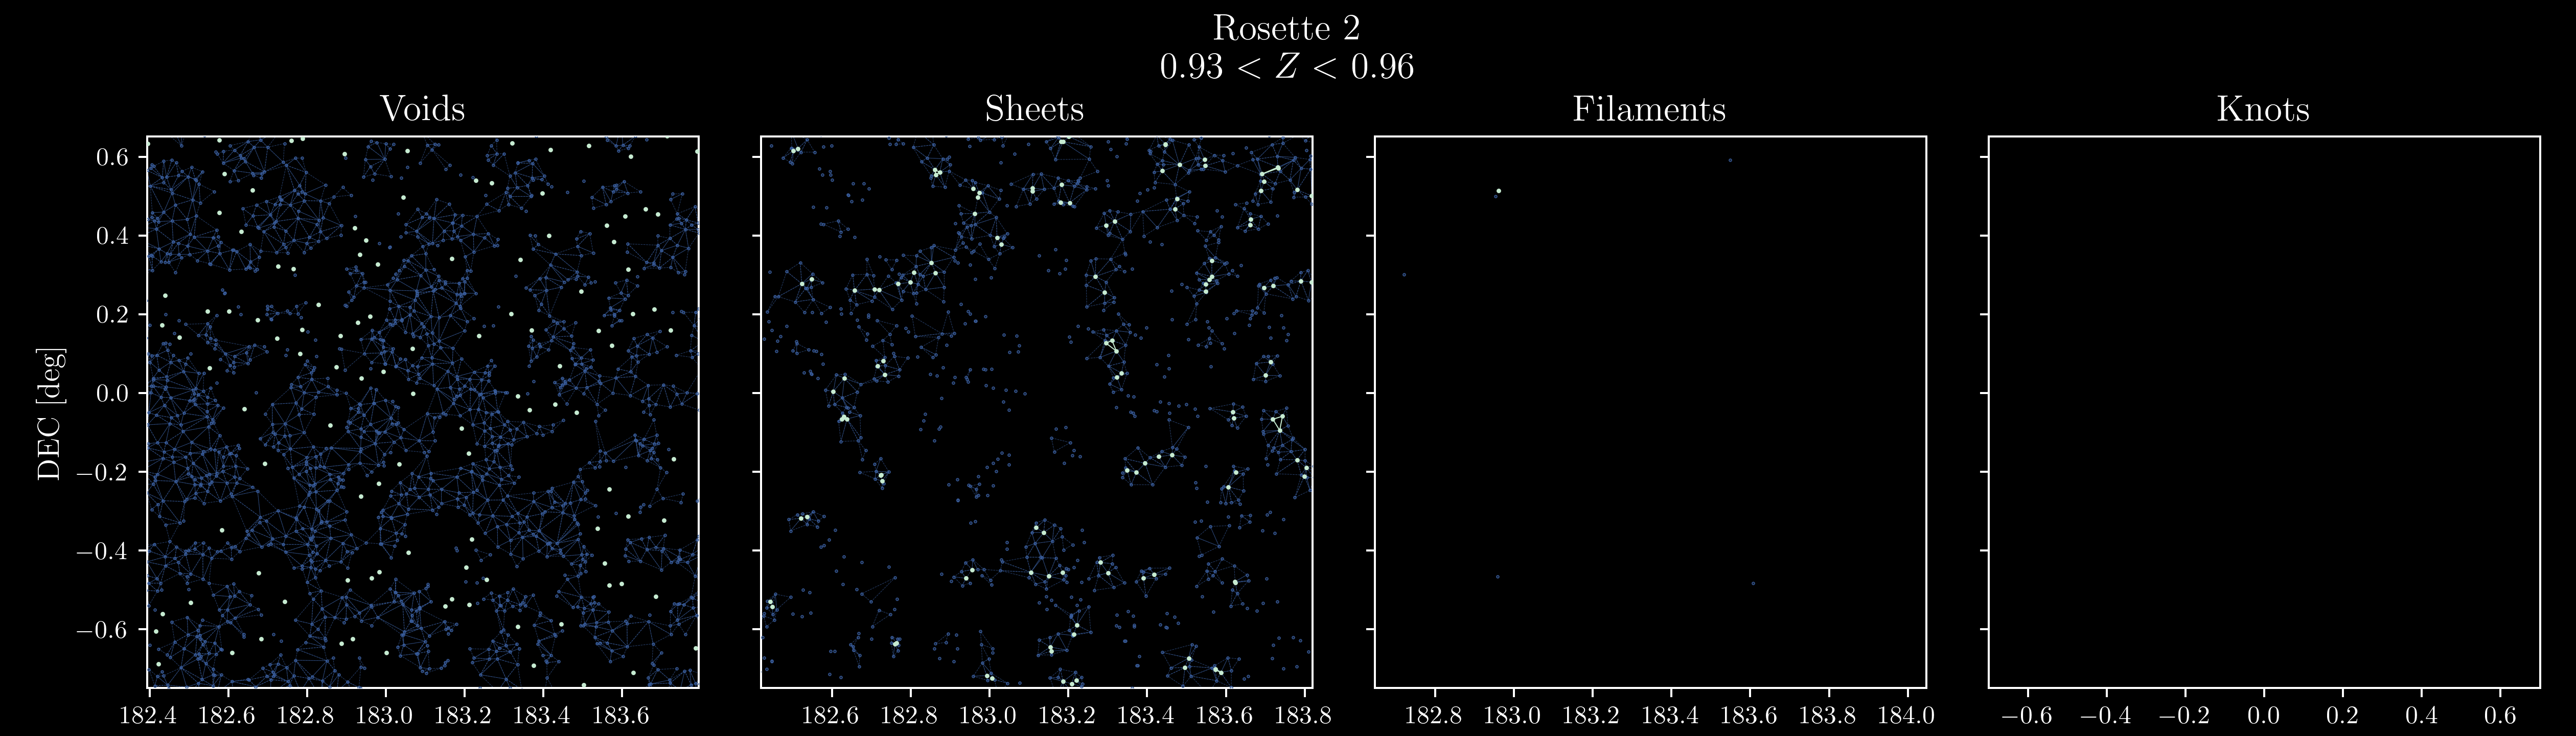 Rosette 2
0.93 < Z < 0.96
Voids
Sheets
Filaments
Knots
DEC [deg]
0.6
0.4
0.2
0.0
−0.2
−0.4
−0.6
182.4 182.6 182.8 183.0 183.2 183.4 183.6
182.6 182.8 183.0 183.2 183.4 183.6 183.8
182.8 183.0 183.2 183.4 183.6 183.8 184.0
−0.6 −0.4 −0.2 0.0 0.2 0.4 0.6